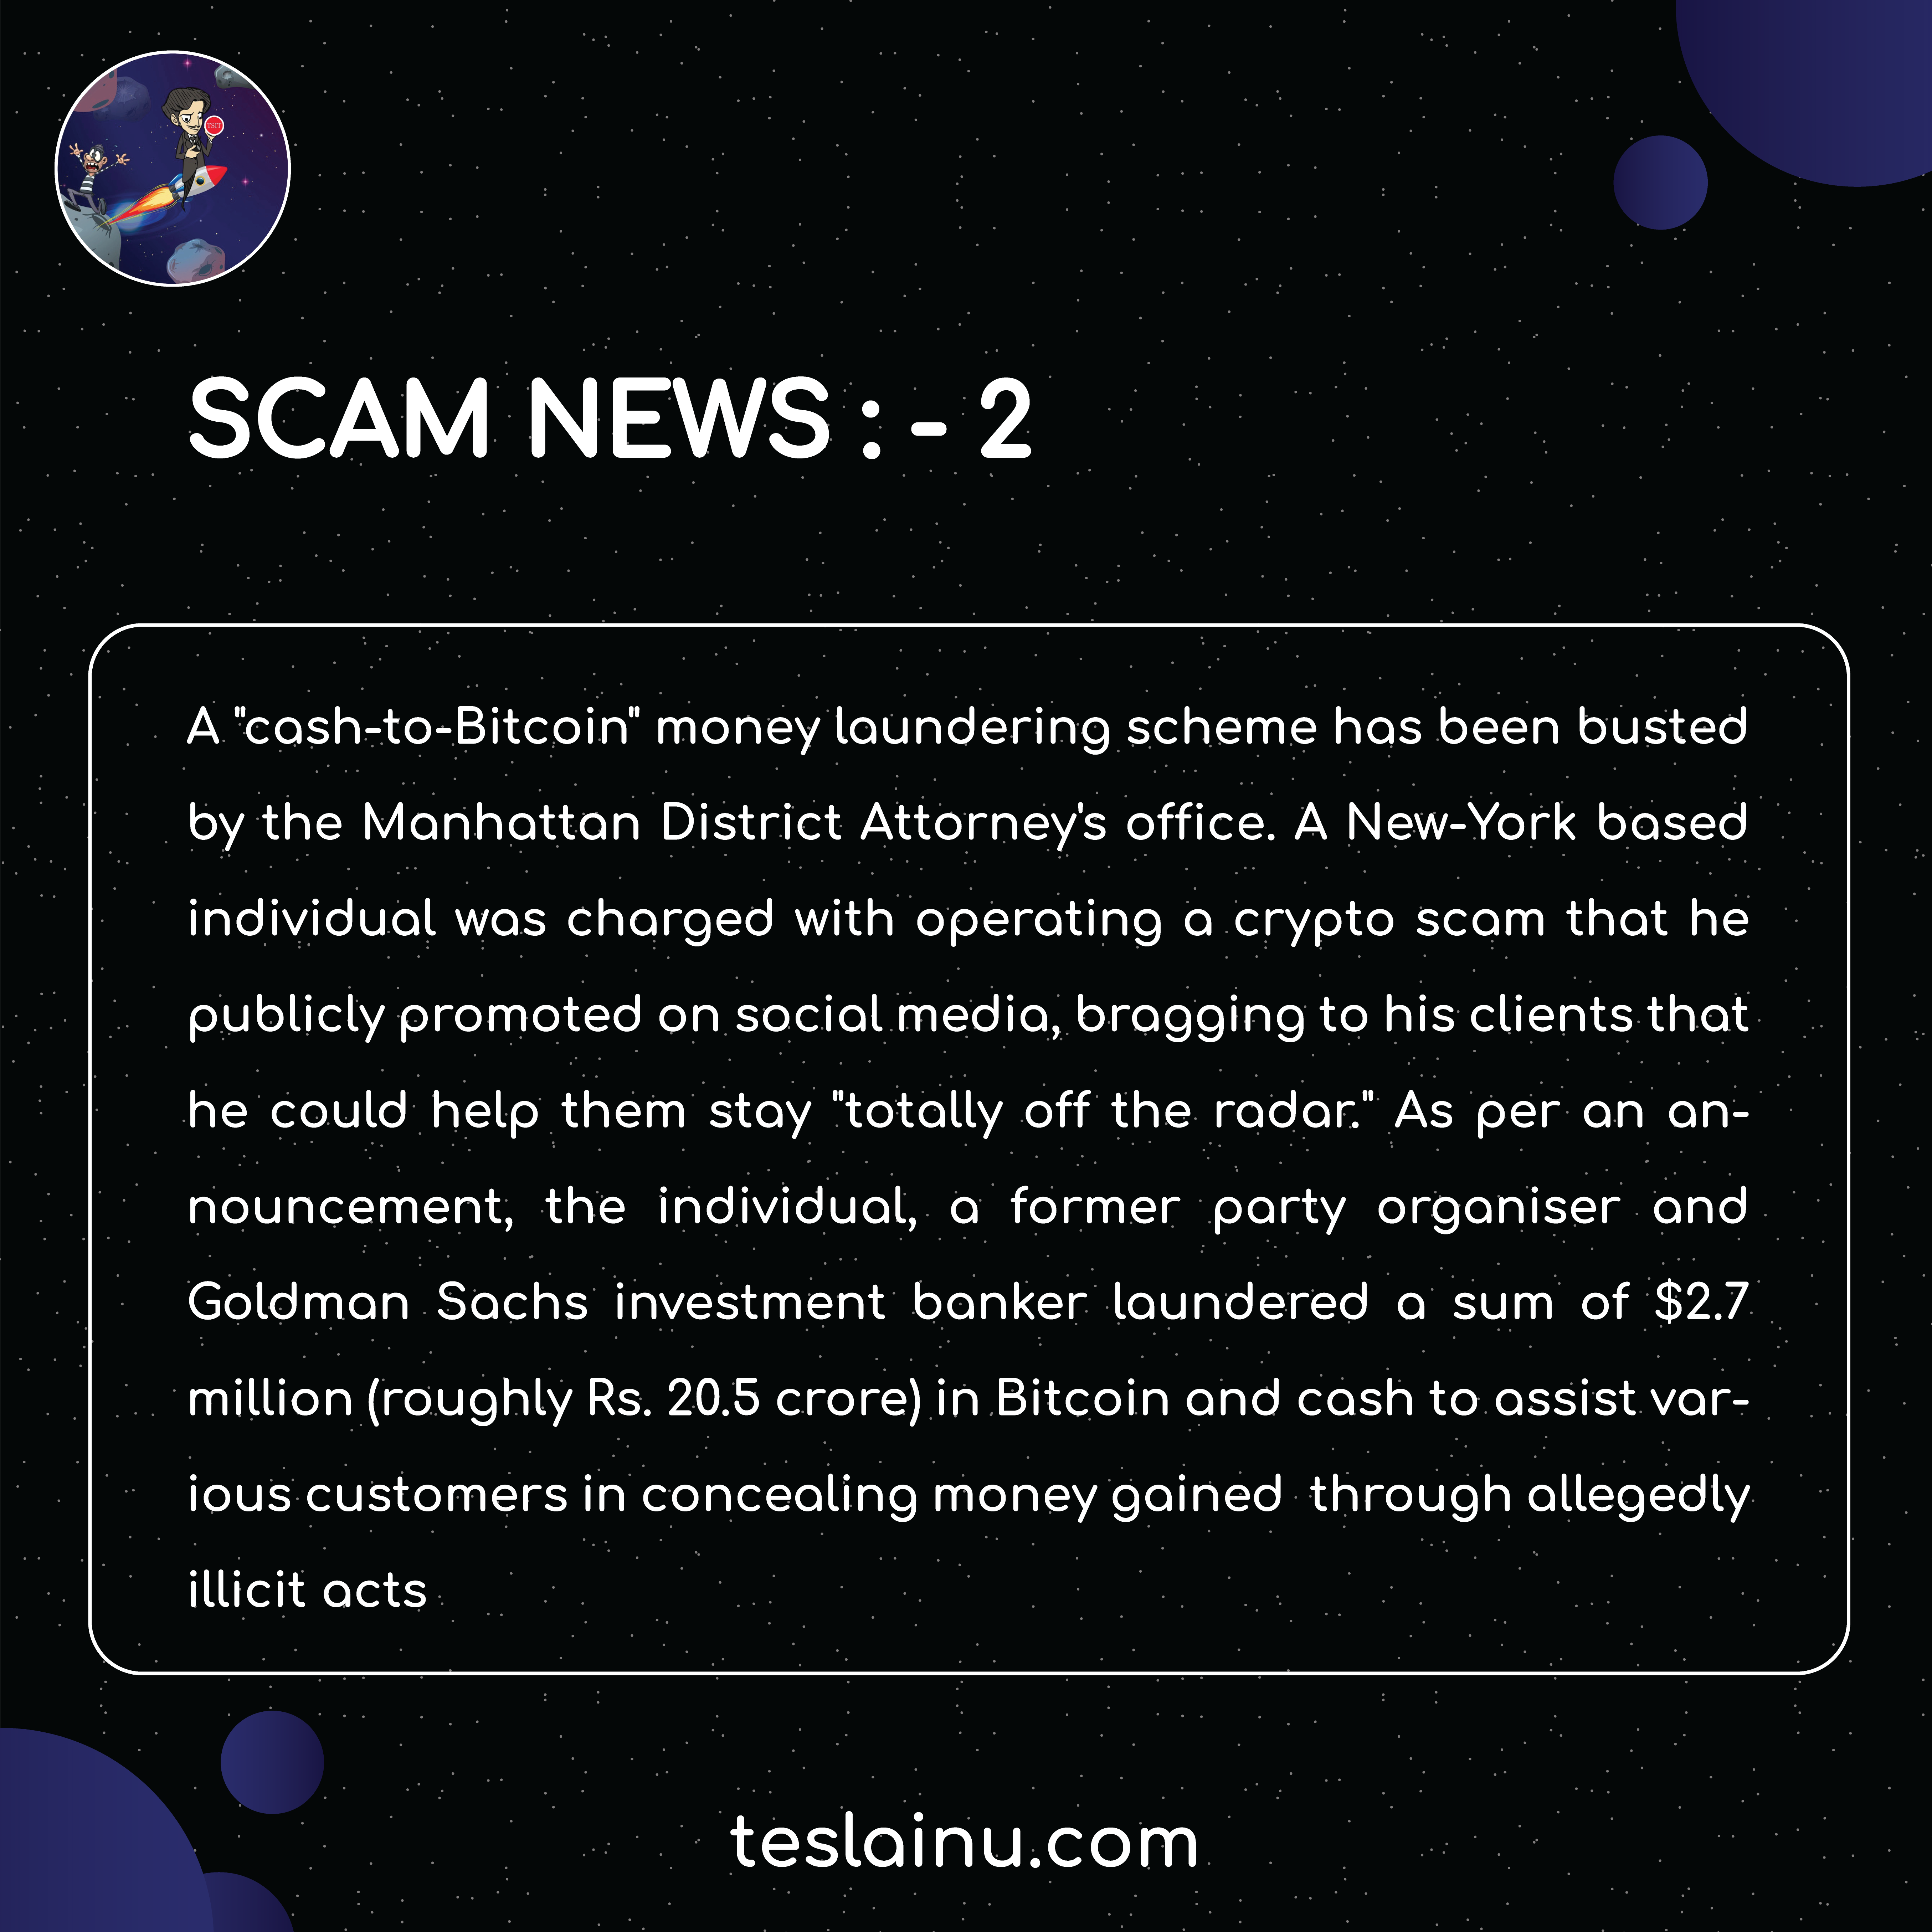 TSIT
SCAM NEWS : - 2
A "cash-to-Bitcoin" money laundering scheme has been busted
by the Manhattan District Attorney's office. A New-York based
individual was charged with operating a crypto scam that he
publicly promoted on social media, bragging to his clients that
he could help them stay "totally off the radar." As per an an-
nouncement, the individual, a former party organiser and
Goldman Sachs investment banker laundered a sum of $2.7
million (roughly Rs. 20.5 crore) in Bitcoin and cash to assist var-
ious customers in concealing money gained  through allegedly
illicit acts
teslainu.com